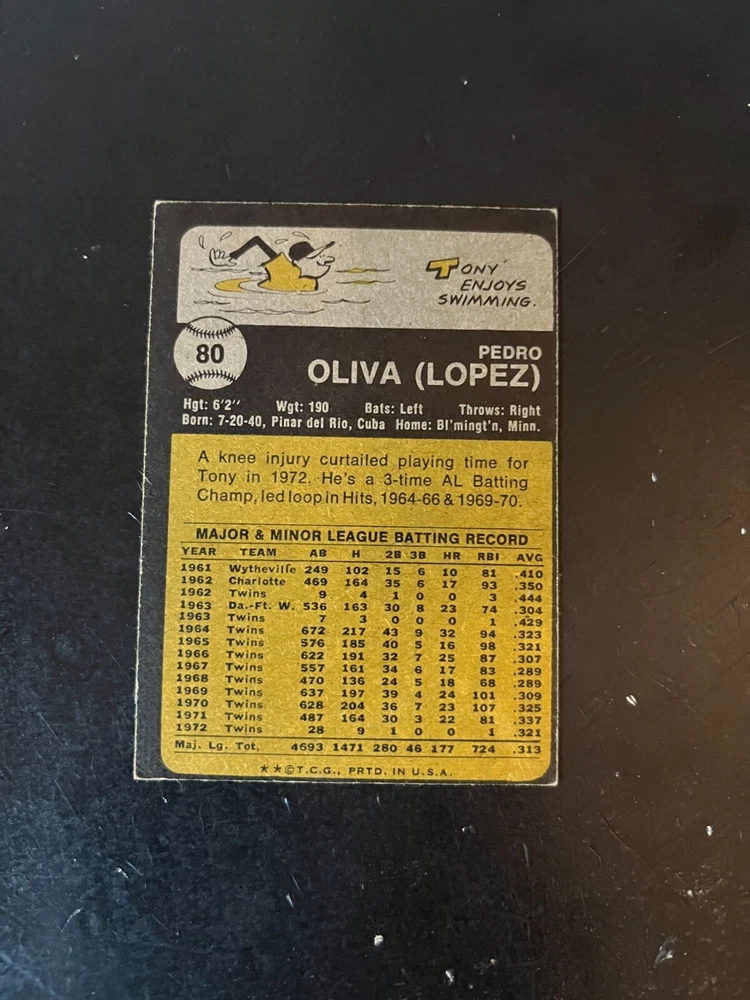 TONY
ENJOYS
SWIMMING.
80
PEDRO
OLIVA (LOPEZ)
Hgt: 6'2" Wgt: 190 Bats: Left Throws: Right
Born: 7-20-40, Pinar del Rio, Cuba Home: Bl'mingt'n, Minn.
A knee injury curtailed playing time for
Tony in 1972. He's a 3-time AL Batting
Champ, led loop in Hits, 1964-66 & 1969-70.
MAJOR & MINOR LEAGUE BATTING RECORD
YEAR TEAM AB H 2B 3B HR RBI AVG
1961 Wytheville 249 102 15 6 10 81 .410
1962 Charlotte 469 164 35 6 17 93 .350
1962 Twins 9 4 1 0 0 3 .444
1963 Da.-Ft. W. 536 163 30 8 23 74 .304
1963 Twins 7 3 0 0 0 1 .429
1964 Twins 672 217 43 9 32 94 .323
1965 Twins 576 185 40 5 16 98 .321
1966 Twins 622 191 32 7 25 87 .307
1967 Twins 557 161 34 6 17 83 .289
1968 Twins 470 136 24 5 18 68 .289
1969 Twins 637 197 39 4 24 101 .309
1970 Twins 628 204 36 7 23 107 .325
1971 Twins 487 164 30 3 22 81 .337
1972 Twins 28 9 1 0 0 1 .321
Maj. Lg. Tot. 4693 1471 280 46 177 724 .313
**©T.C.G., PRTD. IN U.S.A.